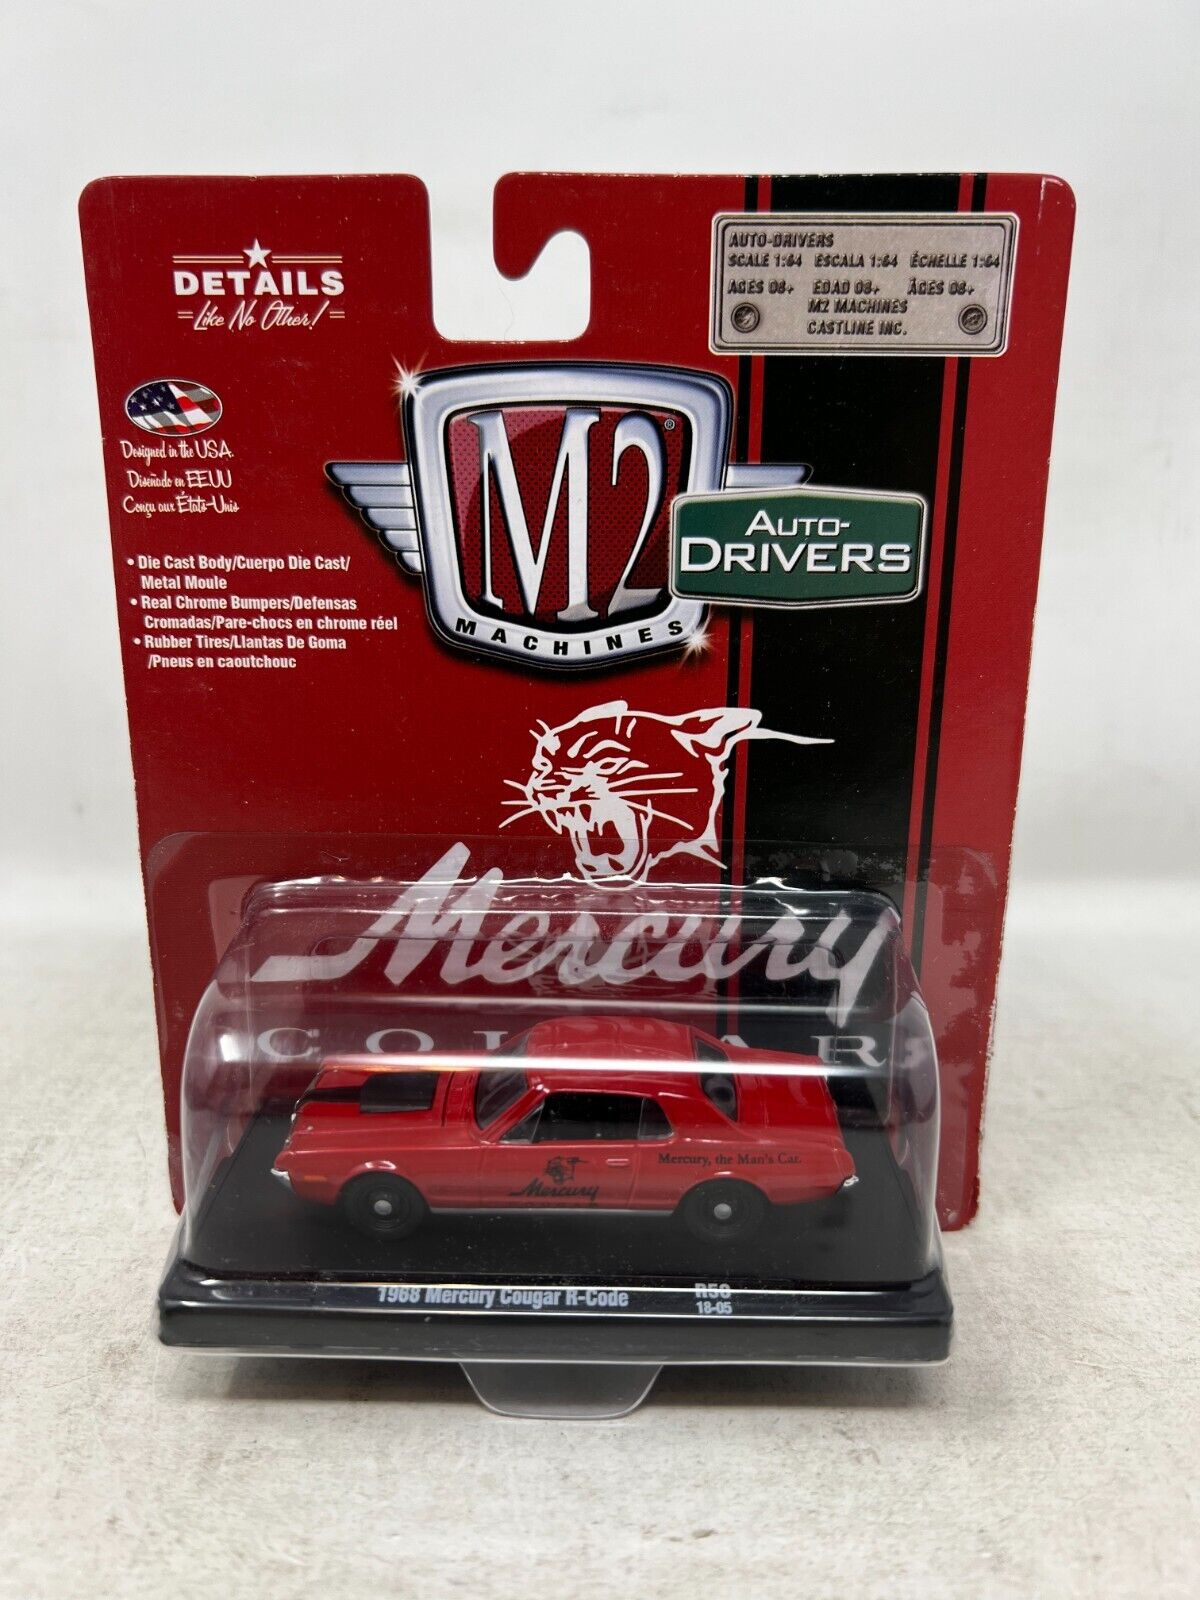 DETAILS
Like No Other!
AUTO-DRIVERS
SCALE 1:64 ESCALA 1:64 ÉCHELLE 1:64
AGES 08+ EDAD 08+ ÂGES 08+
M2 MACHINES
CASTLINE INC.
Designed in the USA.
Diseñado en EEUU
Conçu aux États-Unis
M2®
MACHINES
AUTO-
DRIVERS
• Die Cast Body/Cuerpo Die Cast/
Metal Moule
• Real Chrome Bumpers/Defensas
Cromadas/Pare-chocs en chrome réel
• Rubber Tires/Llantas De Goma
/Pneus en caoutchouc
Mercury
Mercury, the Man's Car.
Mercury
1968 Mercury Cougar R-Code
R50
18-05